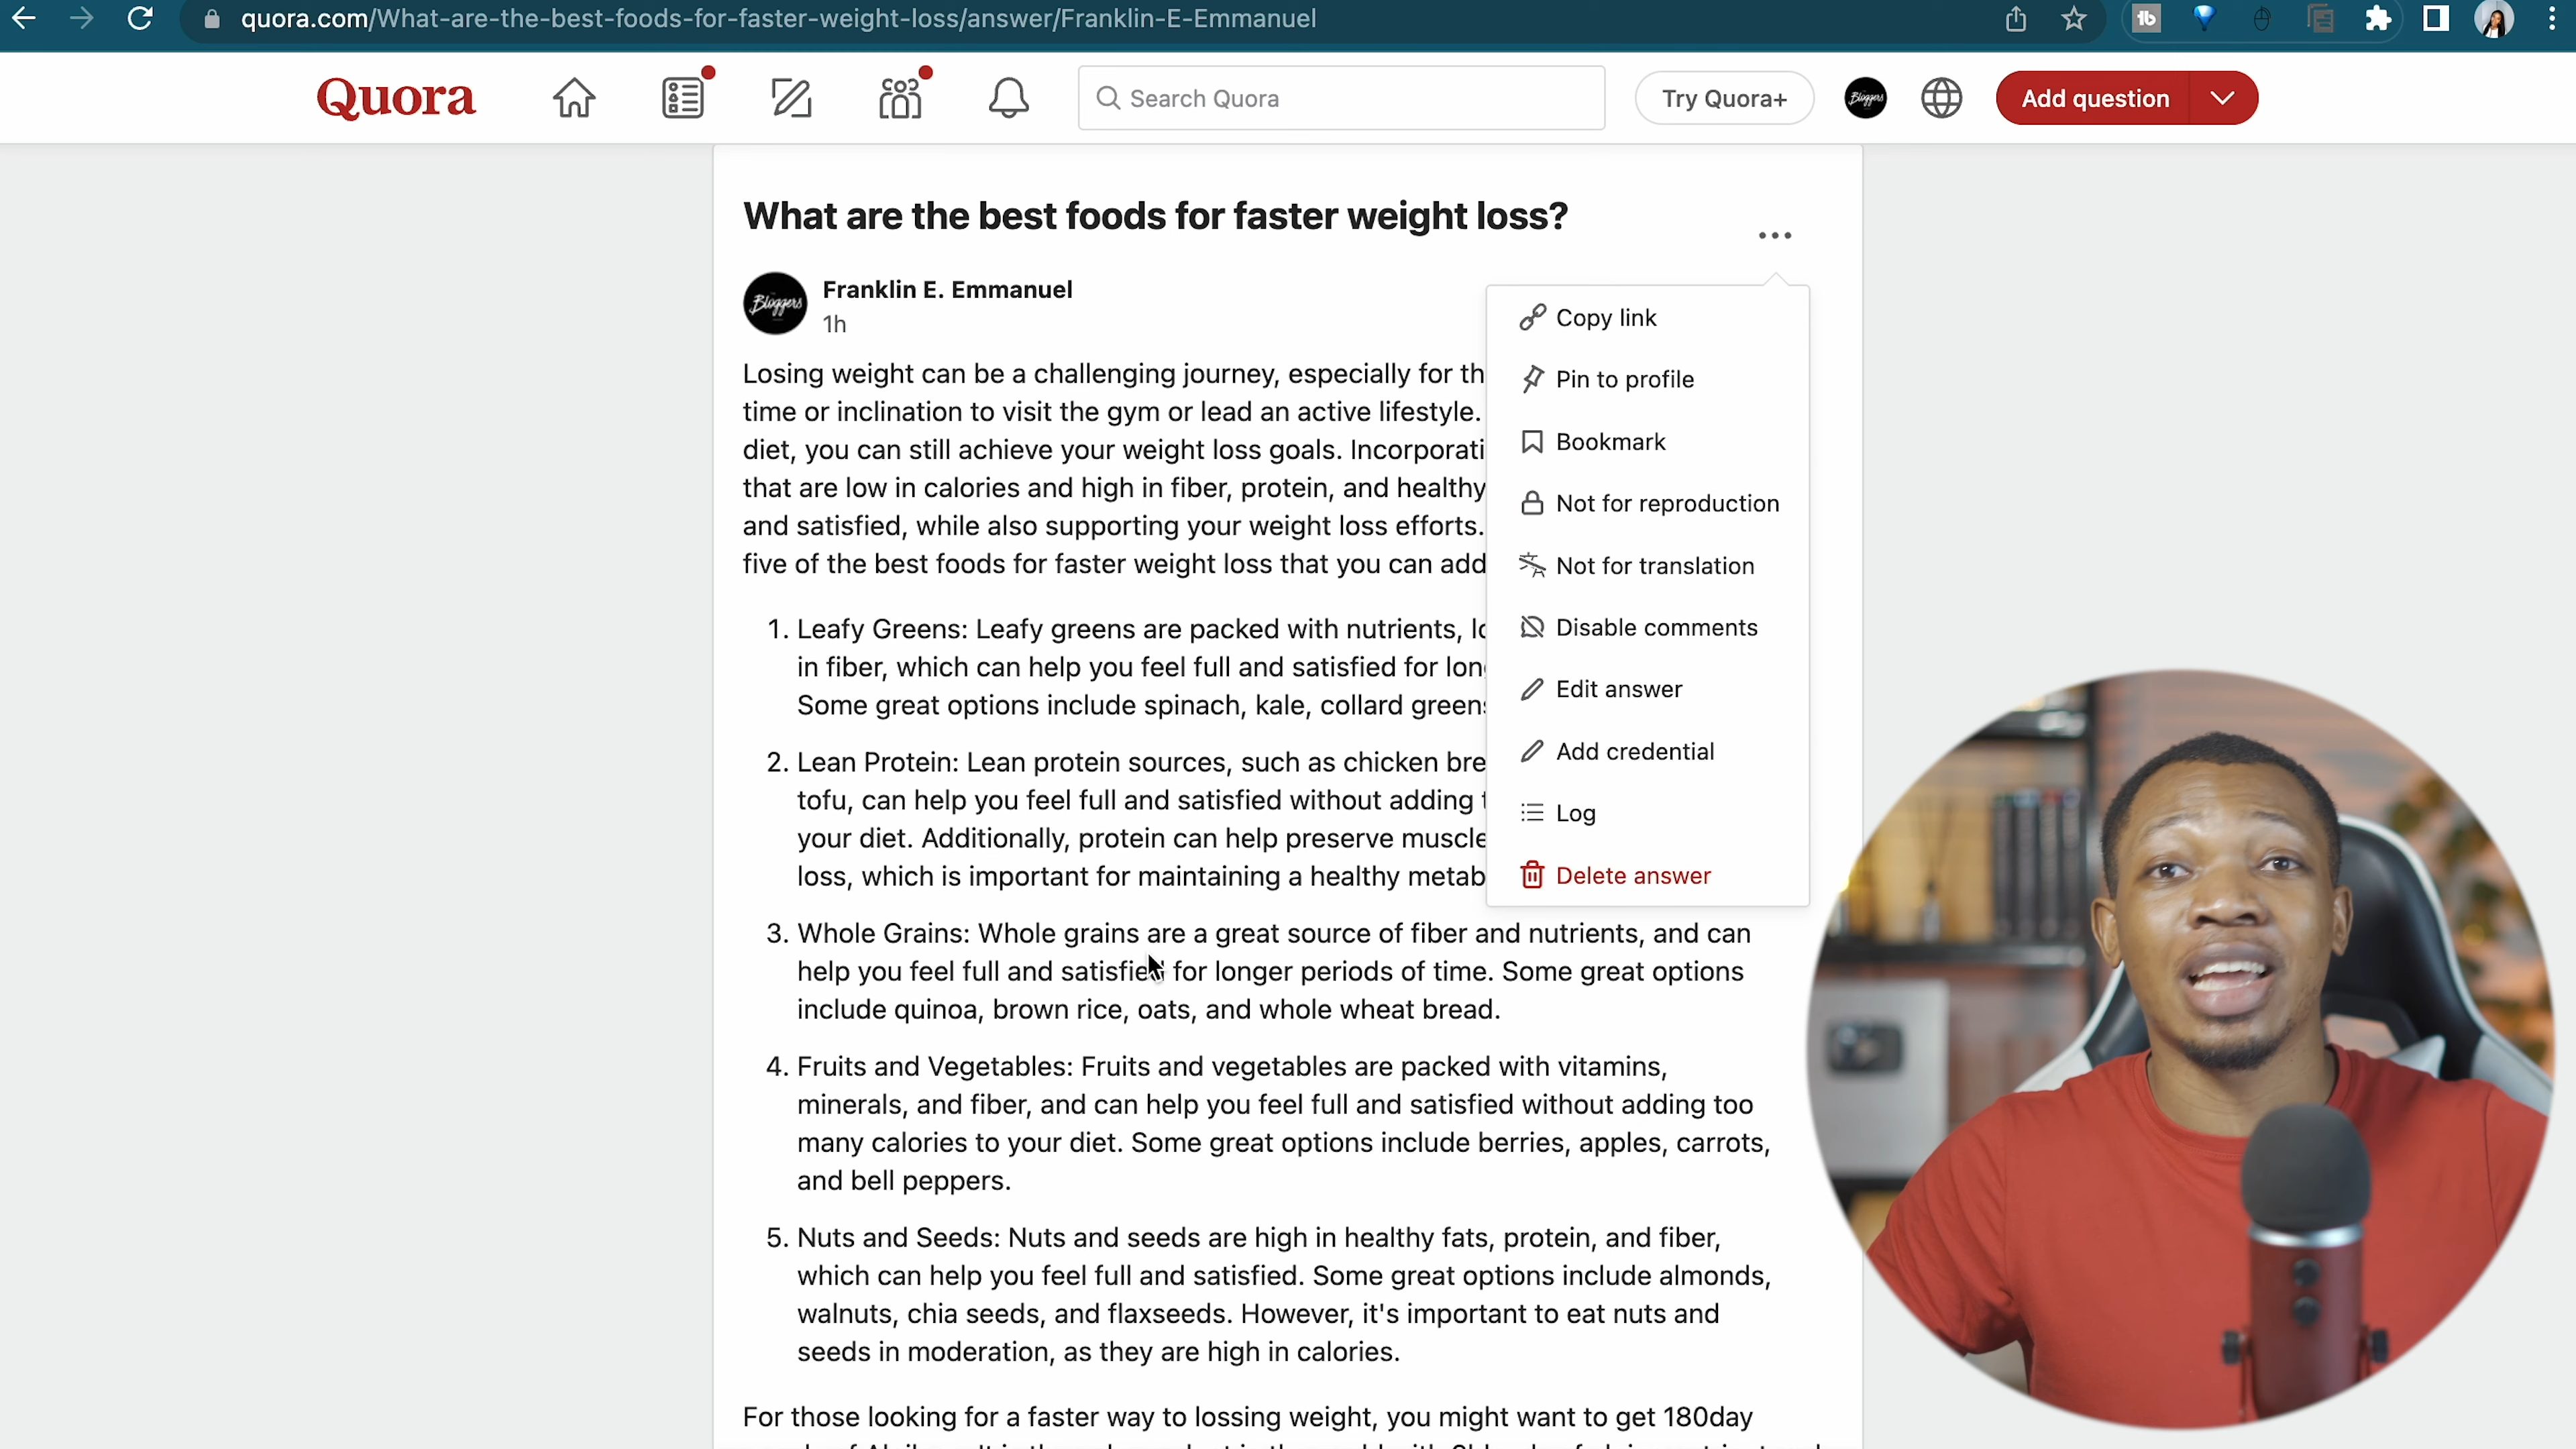 quora.com/What-are-the-best-foods-for-faster-weight-loss/answer/Franklin-E-Emmanuel
tb
Quora
Search Quora
Try Quora+
Bloggers
Add question
What are the best foods for faster weight loss?
Bloggers
Franklin E. Emmanuel
1h
Losing weight can be a challenging journey, especially for th
time or inclination to visit the gym or lead an active lifestyle.
diet, you can still achieve your weight loss goals. Incorporati
that are low in calories and high in fiber, protein, and healthy
and satisfied, while also supporting your weight loss efforts.
five of the best foods for faster weight loss that you can add
1. Leafy Greens: Leafy greens are packed with nutrients, lo
in fiber, which can help you feel full and satisfied for lon
Some great options include spinach, kale, collard greens
2. Lean Protein: Lean protein sources, such as chicken bre
tofu, can help you feel full and satisfied without adding t
your diet. Additionally, protein can help preserve muscle
loss, which is important for maintaining a healthy metab
3. Whole Grains: Whole grains are a great source of fiber and nutrients, and can
help you feel full and satisfied for longer periods of time. Some great options
include quinoa, brown rice, oats, and whole wheat bread.
4. Fruits and Vegetables: Fruits and vegetables are packed with vitamins,
minerals, and fiber, and can help you feel full and satisfied without adding too
many calories to your diet. Some great options include berries, apples, carrots,
and bell peppers.
5. Nuts and Seeds: Nuts and seeds are high in healthy fats, protein, and fiber,
which can help you feel full and satisfied. Some great options include almonds,
walnuts, chia seeds, and flaxseeds. However, it's important to eat nuts and
seeds in moderation, as they are high in calories.
For those looking for a faster way to lossing weight, you might want to get 180day
Copy link
Pin to profile
Bookmark
Not for reproduction
Not for translation
Disable comments
Edit answer
Add credential
Log
Delete answer